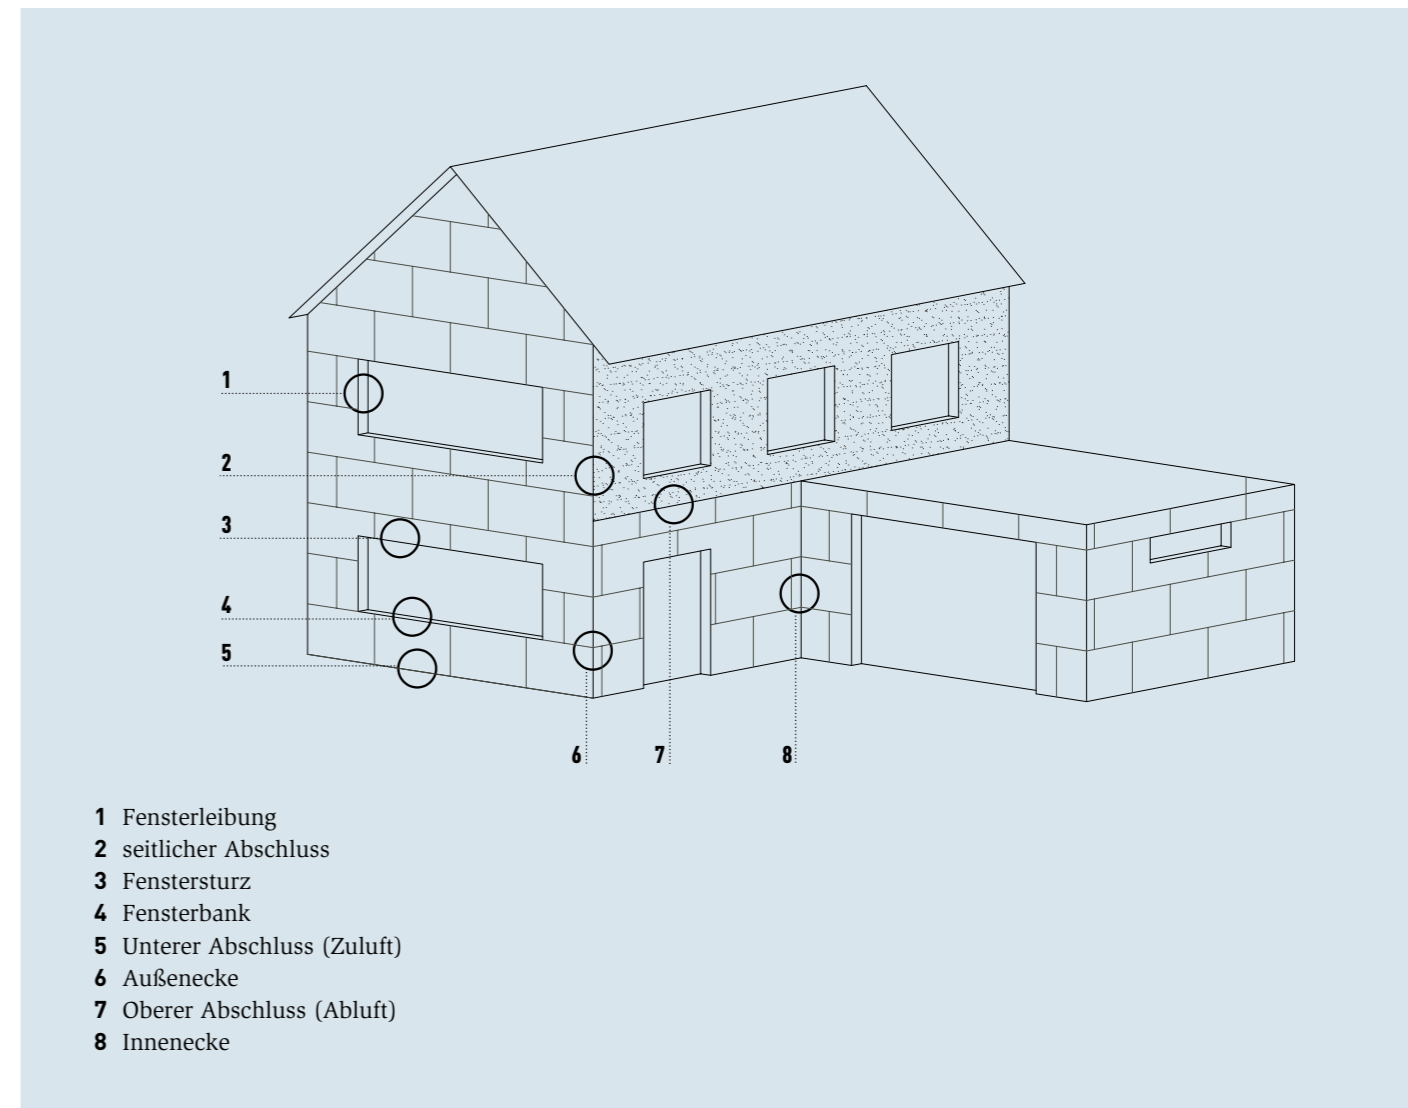 1
2
3
4
5
6 7 8
1 Fensterleibung
2 seitlicher Abschluss
3 Fenstersturz
4 Fensterbank
5 Unterer Abschluss (Zuluft)
6 Außenecke
7 Oberer Abschluss (Abluft)
8 Innenecke